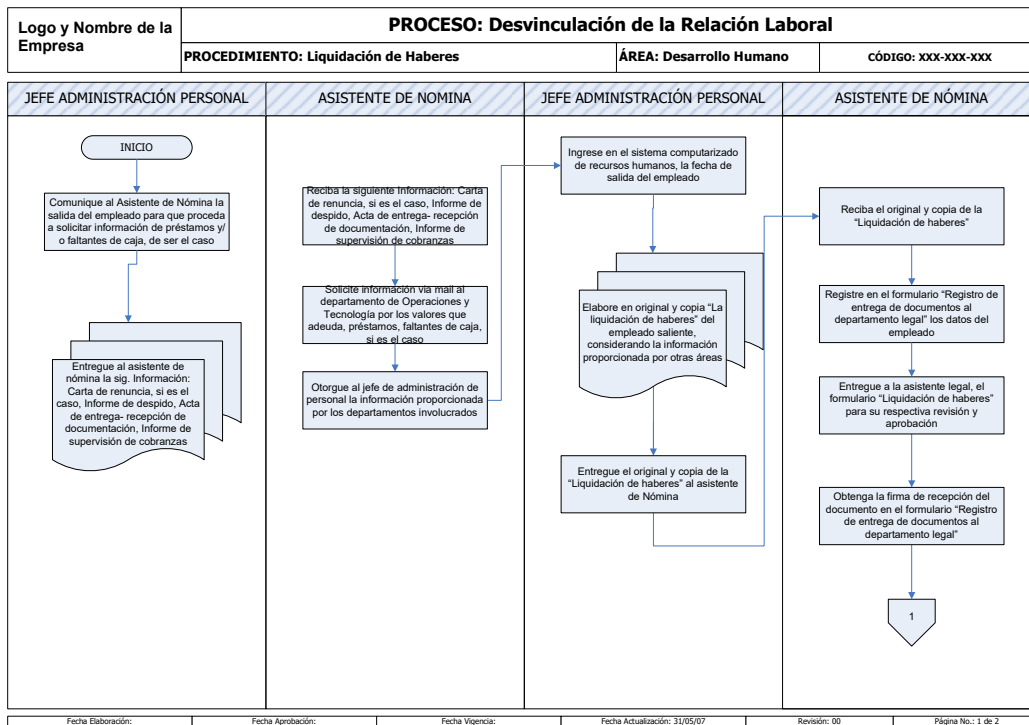 Logo y Nombre de la
Empresa
PROCESO: Desvinculación de la Relación Laboral
PROCEDIMIENTO: Liquidación de Haberes
ÁREA: Desarrollo Humano
CÓDIGO: XXX-XXX-XXX
JEFE ADMINISTRACIÓN PERSONAL
ASISTENTE DE NOMINA
JEFE ADMINISTRACIÓN PERSONAL
ASISTENTE DE NÓMINA
INICIO
Comunique al Asistente de Nómina la
salida del empleado para que proceda
a solicitar información de préstamos y/
o faltantes de caja, de ser el caso
Entregue al asistente de
nómina la sig. Información:
Carta de renuncia, si es el
caso, Informe de despido, Acta
de entrega- recepción de
documentación, Informe de
supervisión de cobranzas
Reciba la siguiente Información: Carta
de renuncia, si es el caso, Informe de
despido, Acta de entrega- recepción
de documentación, Informe de
supervisión de cobranzas
Solicite información vía mail al
departamento de Operaciones y
Tecnología por los valores que
adeuda, préstamos, faltantes de caja,
si es el caso
Otorgue al jefe de administración de
personal la información proporcionada
por los departamentos involucrados
Ingrese en el sistema computarizado
de recursos humanos, la fecha de
salida del empleado
Elabore en original y copia “La
liquidación de haberes” del
empleado saliente,
considerando la información
proporcionada por otras áreas
Entregue el original y copia de la
“Liquidación de haberes” al asistente
de Nómina
Reciba el original y copia de la
“Liquidación de haberes”
Registre en el formulario “Registro de
entrega de documentos al
departamento legal” los datos del
empleado
Entregue a la asistente legal, el
formulario “Liquidación de haberes”
para su respectiva revisión y
aprobación
Obtenga la firma de recepción del
documento en el formulario “Registro
de entrega de documentos al
departamento legal”
1
Fecha Elaboración:
Fecha Aprobación:
Fecha Vigencia:
Fecha Actualización: 31/05/07
Revisión: 00
Página No.: 1 de 2